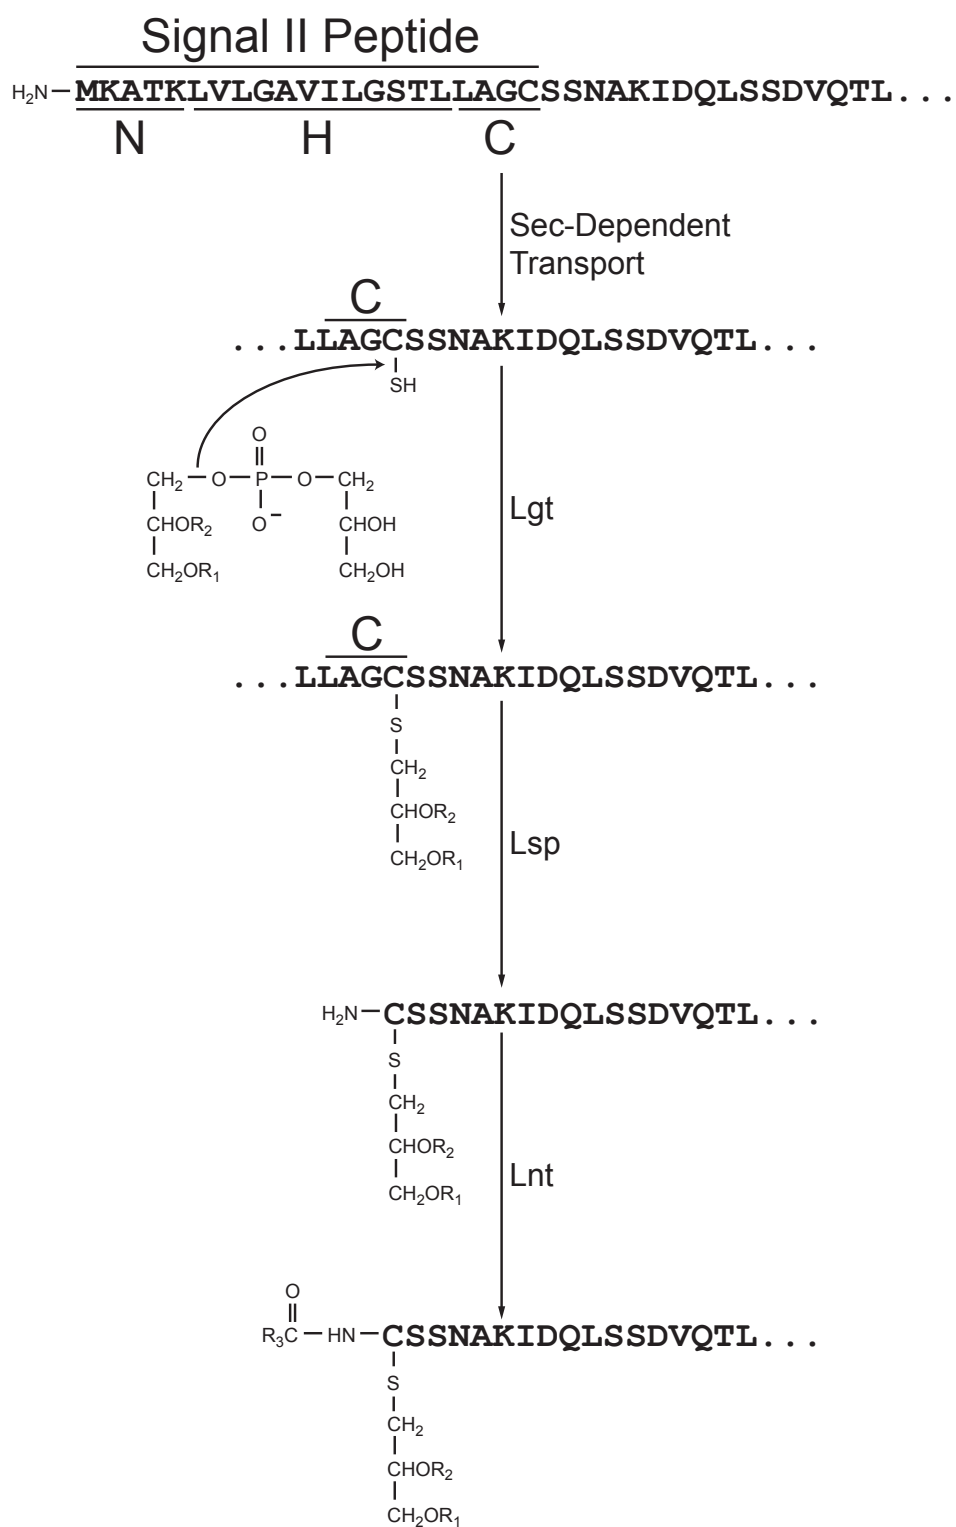 Signal II Peptide
H₂N—MKATKLVLGAVILGSTLLAGCSSNAKIDQLSSDVQTL...
N H C
Sec-Dependent
Transport
C
...LLAGCSSNAKIDQLSSDVQTL...
SH
O
CH₂—O—P—O—CH₂
O−
CHOR₂ CHOH
CH₂OR₁ CH₂OH
Lgt
C
...LLAGCSSNAKIDQLSSDVQTL...
S
CH₂
CHOR₂
CH₂OR₁
Lsp
H₂N—CSSNAKIDQLSSDVQTL...
S
CH₂
CHOR₂
CH₂OR₁
Lnt
O
R₃C—HN—CSSNAKIDQLSSDVQTL...
S
CH₂
CHOR₂
CH₂OR₁